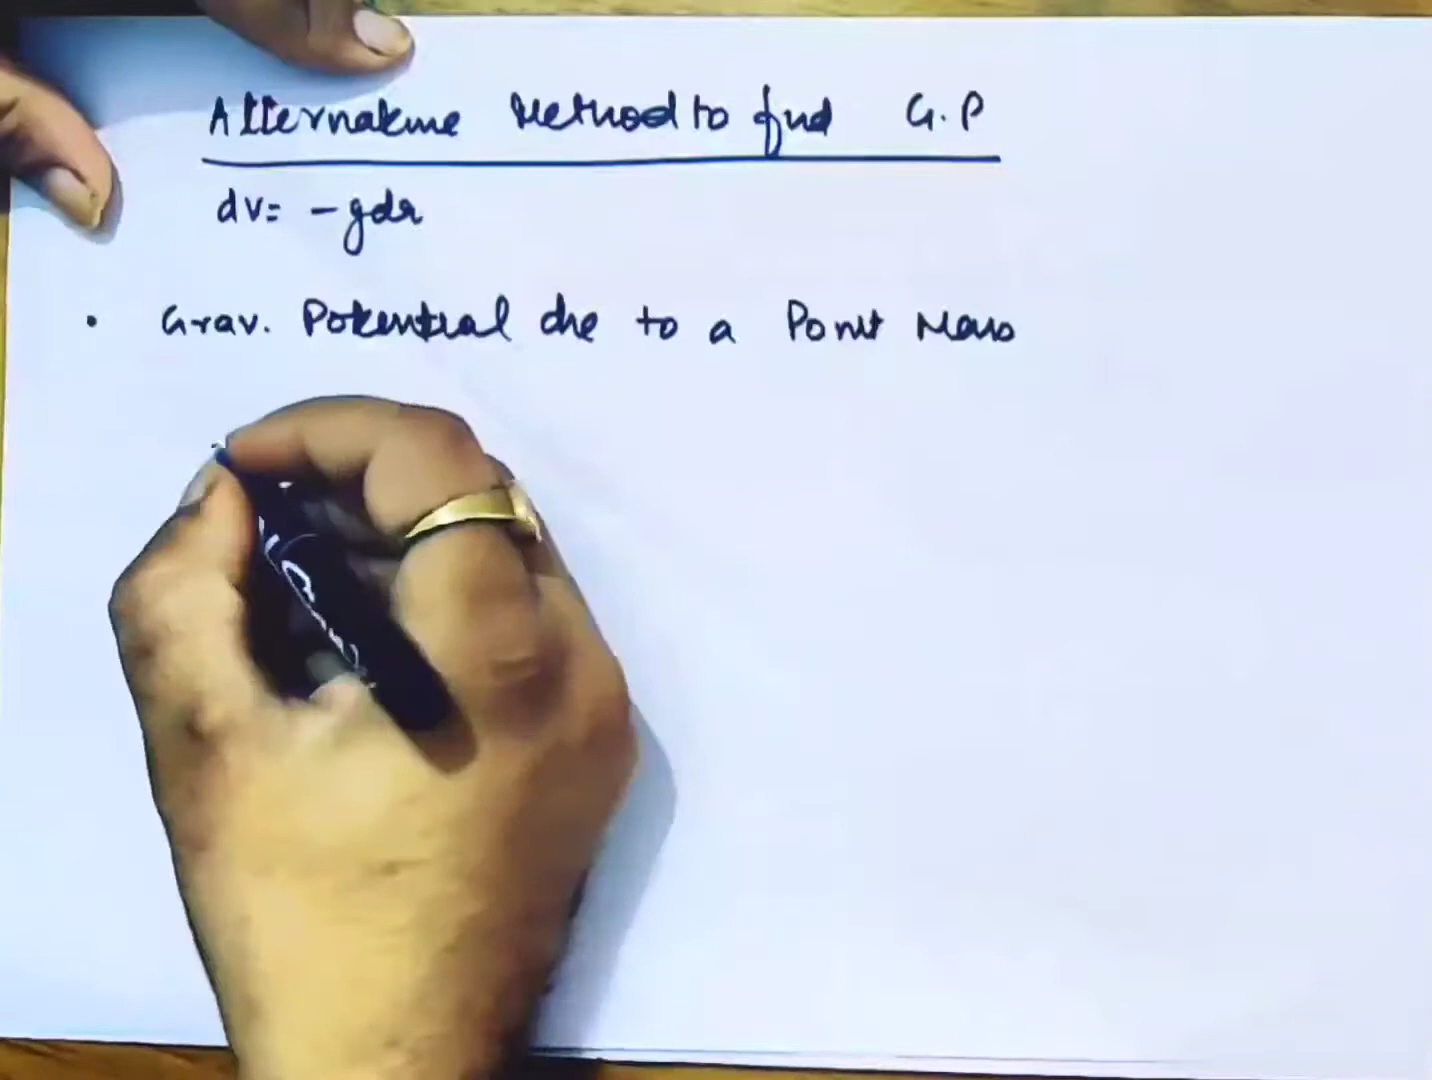 Alternative Method to find G.P
dv= -gdr
• Grav. Potential due to a Point Mass